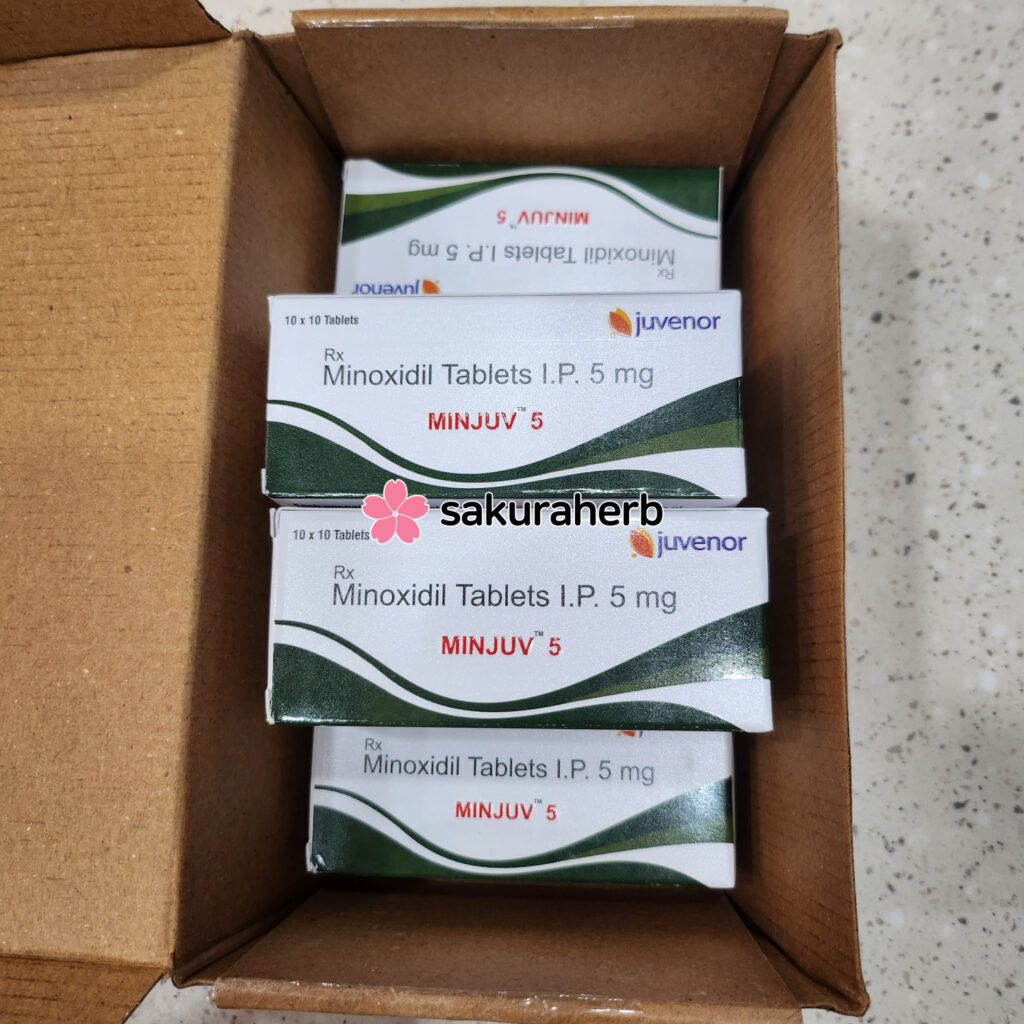 MINJUV™ 5
Minoxidil Tablets I.P. 5 mg
Rx
juvenor
10 x 10 Tablets
juvenor
Rx
Minoxidil Tablets I.P. 5 mg
MINJUV™ 5
sakuraherb
10 x 10 Tablets
juvenor
Rx
Minoxidil Tablets I.P. 5 mg
MINJUV™ 5
Rx
Minoxidil Tablets I.P. 5 mg
MINJUV™ 5